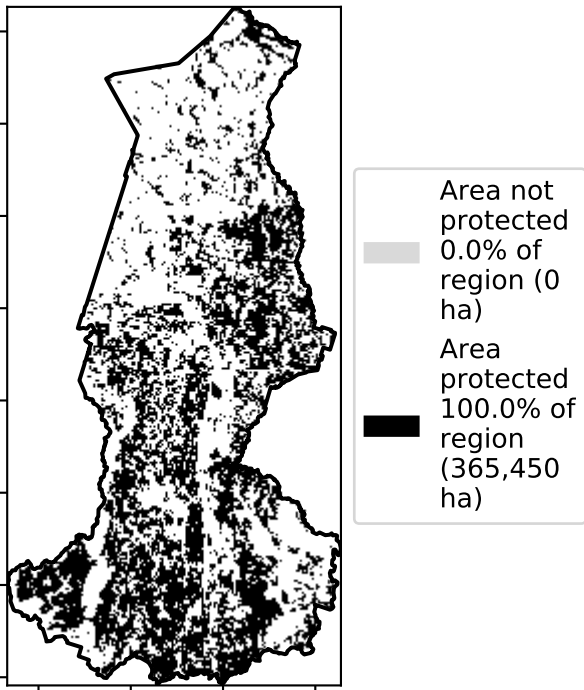 Area not
protected
0.0% of
region (0
ha)
Area
protected
100.0% of
region
(365,450
ha)